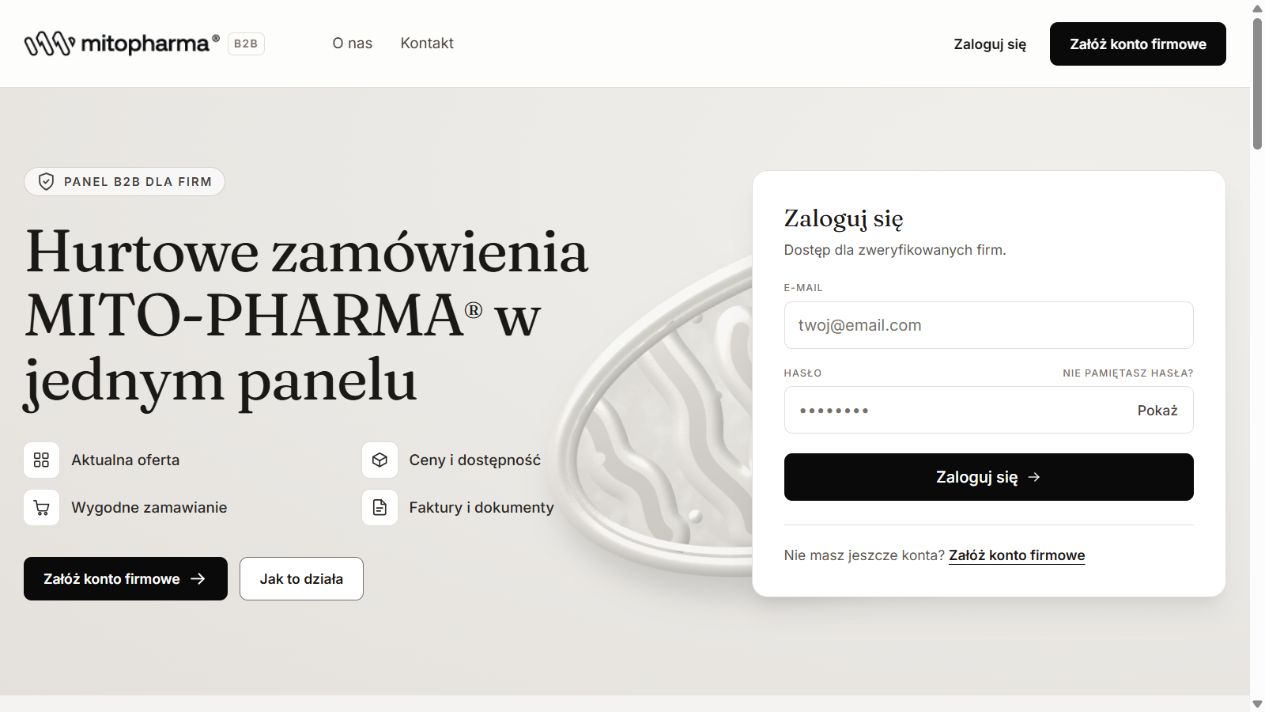 mitopharma® B2B
O nas
Kontakt
Zaloguj się
Załóż konto firmowe
PANEL B2B DLA FIRM
Hurtowe zamówienia
MITO-PHARMA® w
jednym panelu
Aktualna oferta
Ceny i dostępność
Wygodne zamawianie
Faktury i dokumenty
Załóż konto firmowe →
Jak to działa
Zaloguj się
Dostęp dla zweryfikowanych firm.
E-MAIL
twoj@email.com
HASŁO
NIE PAMIĘTASZ HASŁA?
••••••••
Pokaż
Zaloguj się →
Nie masz jeszcze konta? Załóż konto firmowe